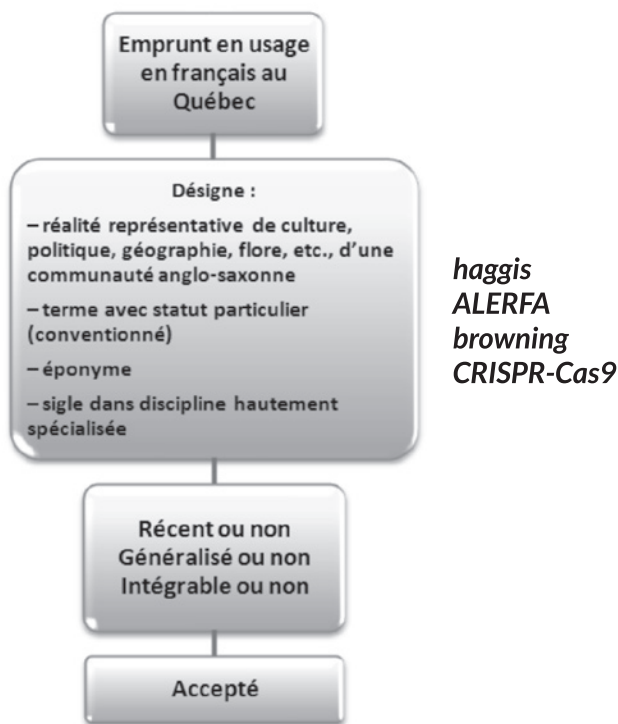 Emprunt en usage
en français au
Québec
Désigne :
– réalité représentative de culture,
politique, géographie, flore, etc., d’une
communauté anglo-saxonne
– terme avec statut particulier
(conventionné)
– éponyme
– sigle dans discipline hautement
spécialisée
haggis
ALERFA
browning
CRISPR-Cas9
Récent ou non
Généralisé ou non
Intégrable ou non
Accepté